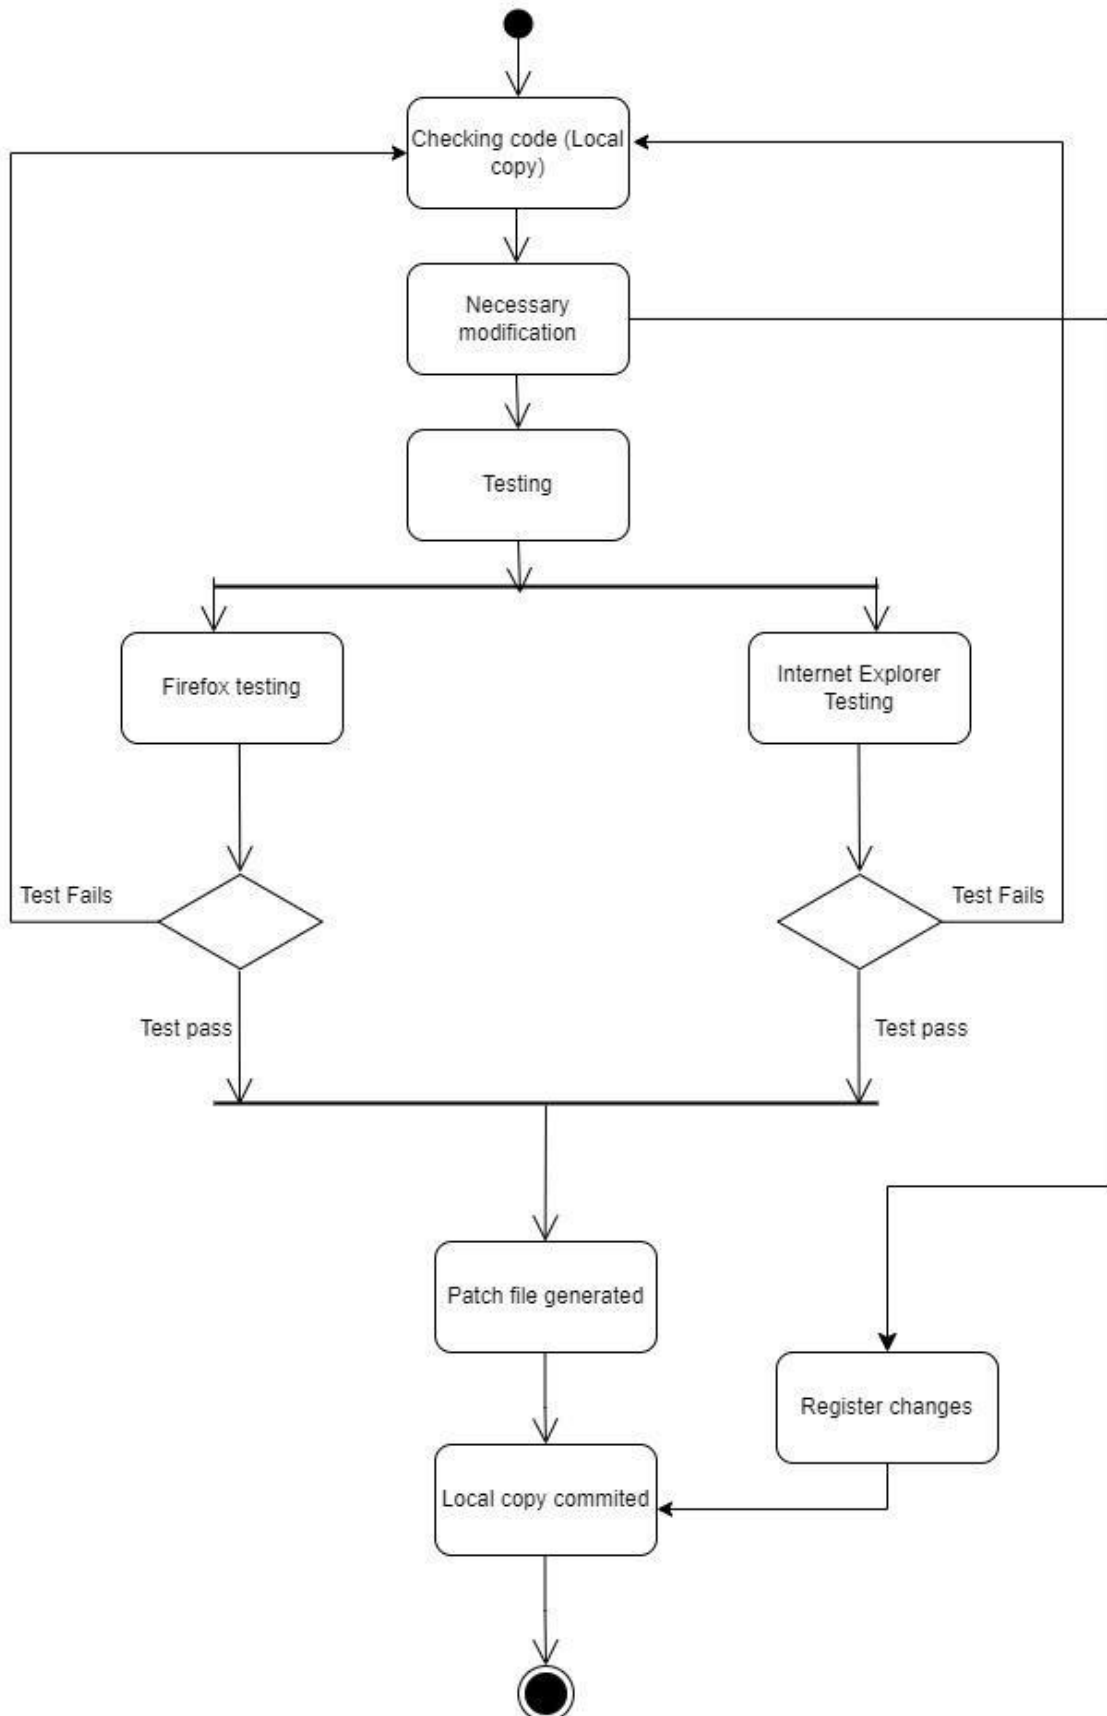 Checking code (Local
copy)
Necessary
modification
Testing
Firefox testing
Internet Explorer
Testing
Test Fails
Test Fails
Test pass
Test pass
Patch file generated
Register changes
Local copy commited